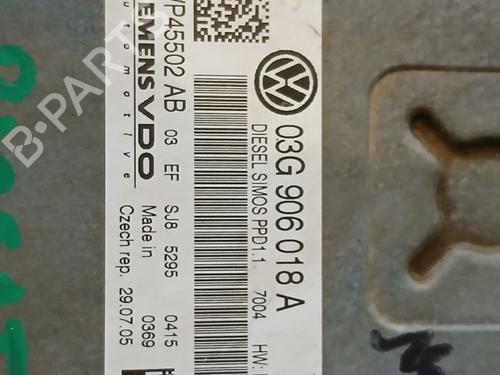 03G 906 018 A
DIESEL SIMOS PPD1.1 7004 HW:
VP45502 AB 03 EF SJ8 5295 0415
SIEMENS VDO Made in 0369
Automotive Czech rep. 29.07.05
B-PARTS